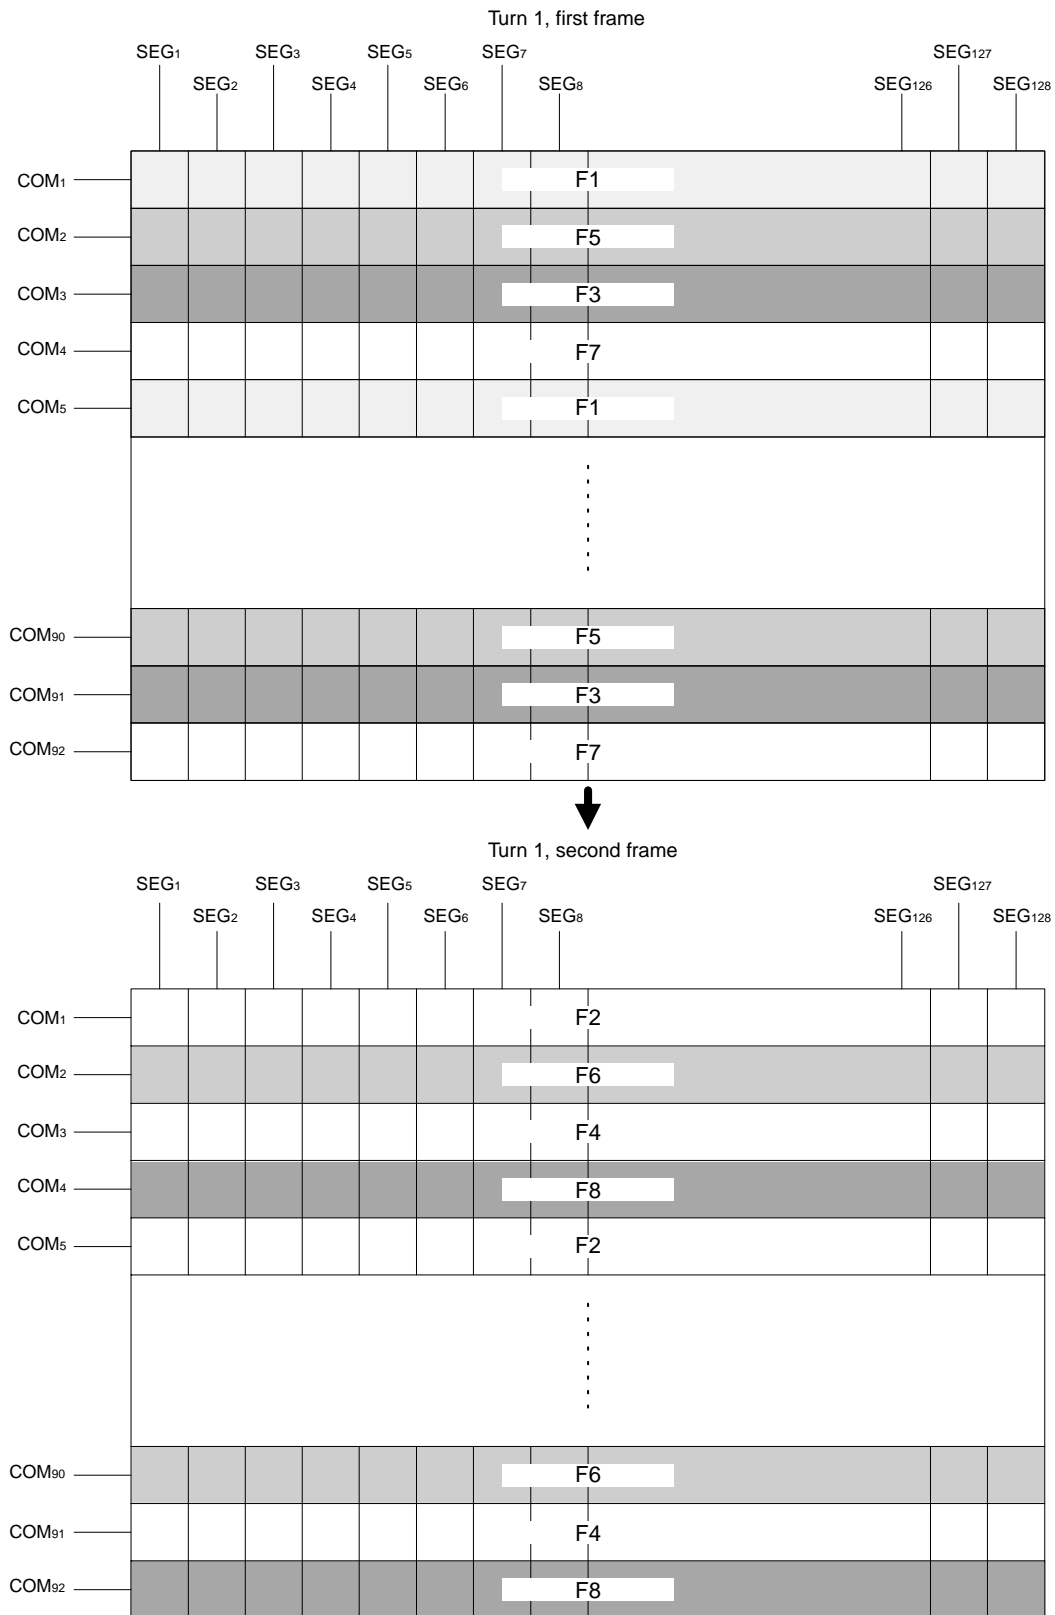 Turn 1, first frame
SEG1 SEG3 SEG5 SEG7 SEG127
SEG2 SEG4 SEG6 SEG8 SEG126 SEG128
COM1 F1
COM2 F5
COM3 F3
COM4 F7
COM5 F1
COM90 F5
COM91 F3
COM92 F7
Turn 1, second frame
SEG1 SEG3 SEG5 SEG7 SEG127
SEG2 SEG4 SEG6 SEG8 SEG126 SEG128
COM1 F2
COM2 F6
COM3 F4
COM4 F8
COM5 F2
COM90 F6
COM91 F4
COM92 F8